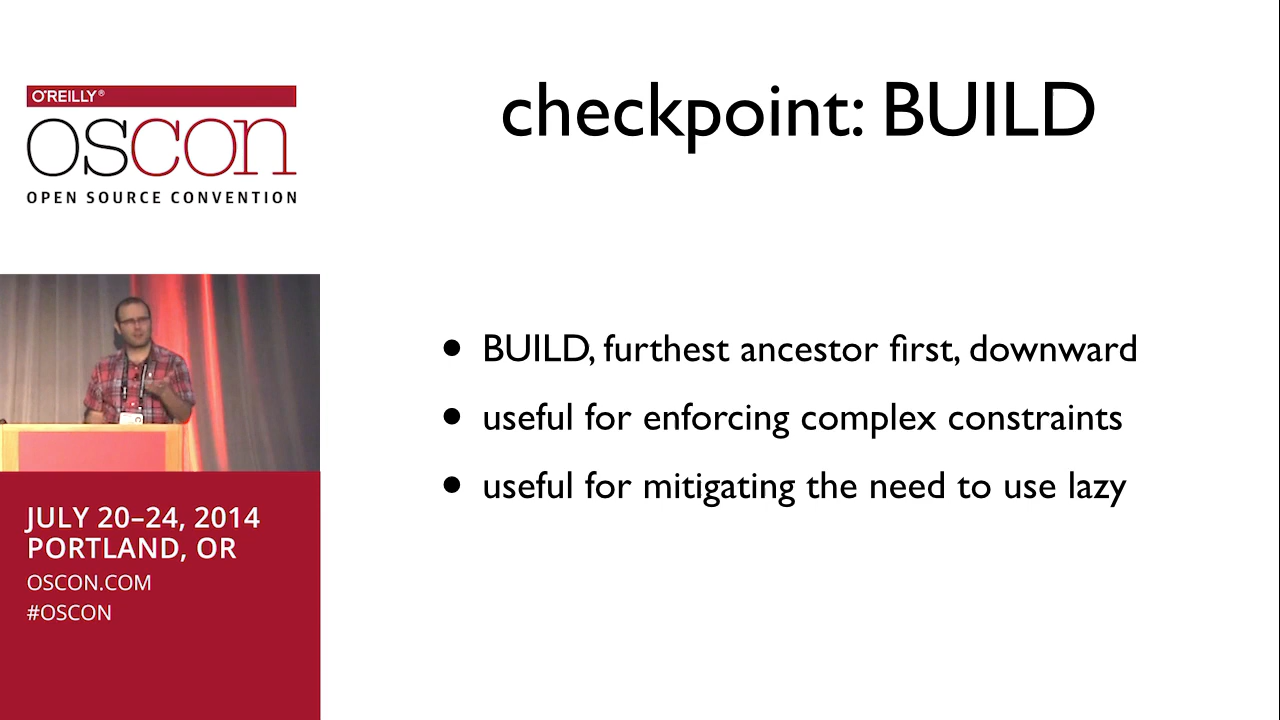 O'REILLY®
OSCON
OPEN SOURCE CONVENTION
checkpoint: BUILD
• BUILD, furthest ancestor first, downward
• useful for enforcing complex constraints
• useful for mitigating the need to use lazy
JULY 20–24, 2014
PORTLAND, OR
OSCON.COM
#OSCON